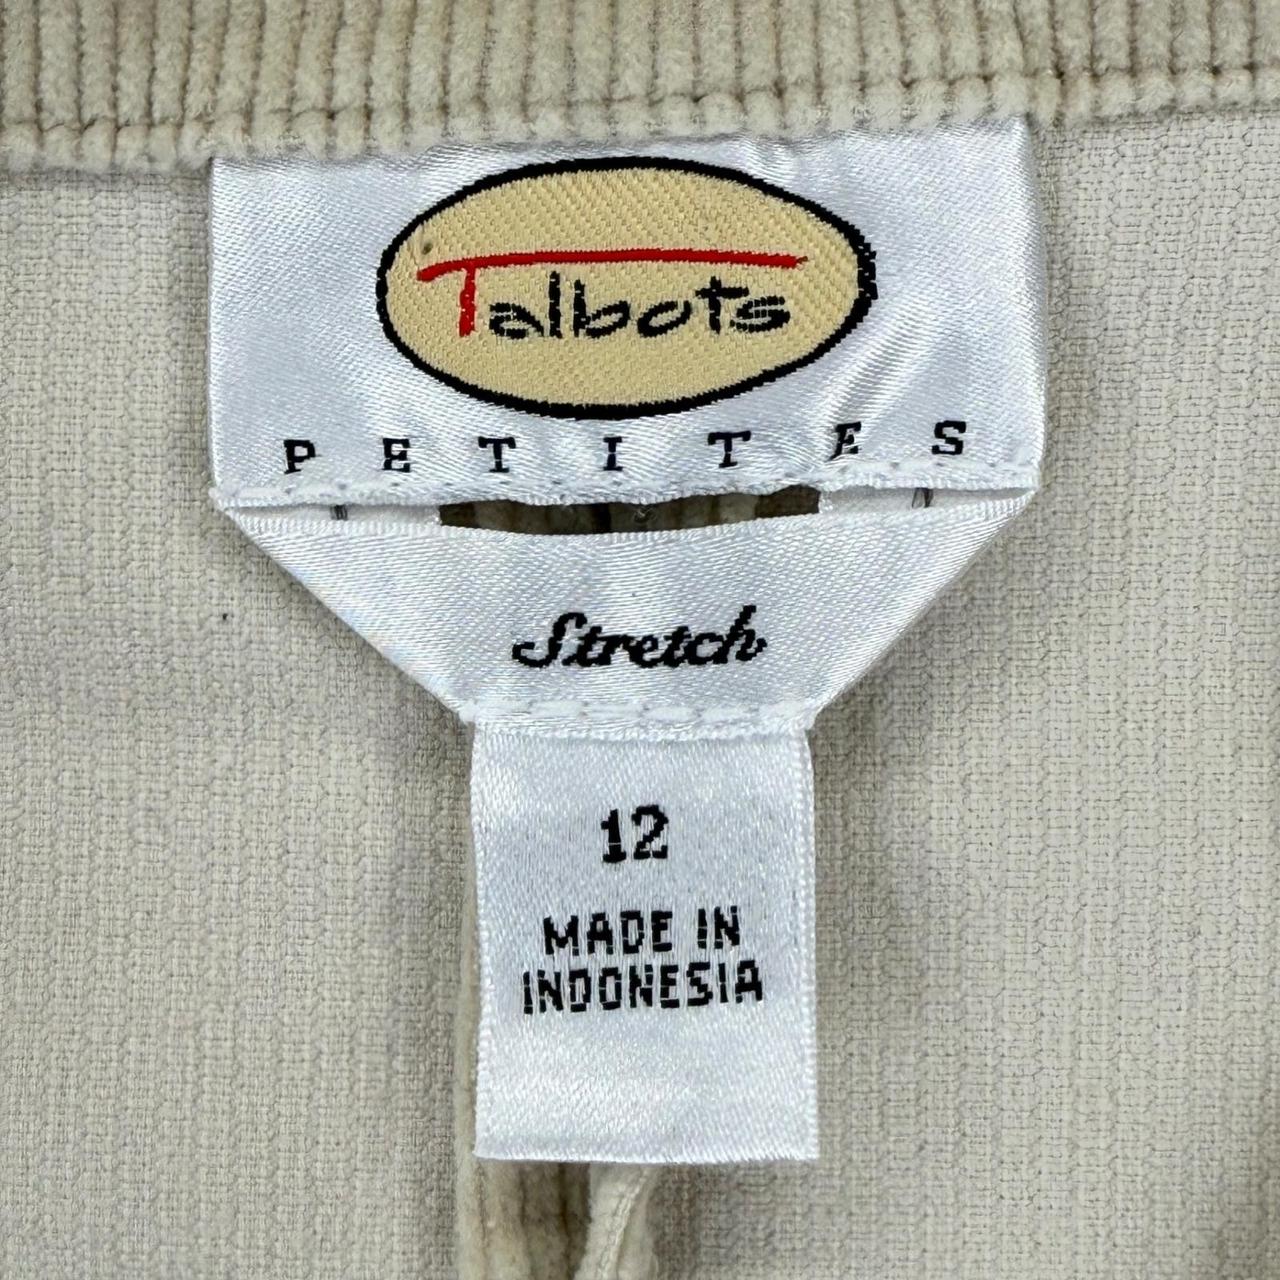 Talbots
PETITES
Stretch
12
MADE IN
INDONESIA